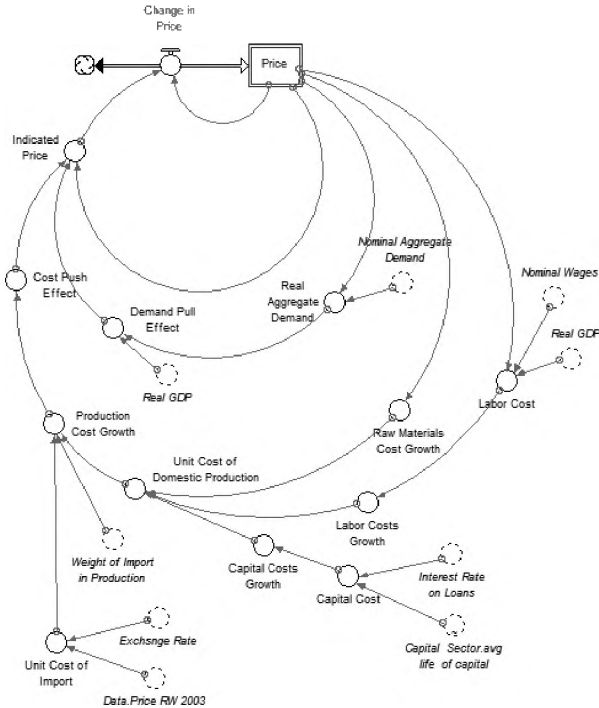 Change in
Price
Price
Indicated
Price
Cost Push
Effect
Demand Pull
Effect
Real
Aggregate
Demand
Nominal Aggregate
Demand
Nominal Wages
Real GDP
Labor Cost
Real GDP
Production
Cost Growth
Unit Cost of
Domestic Production
Raw Materials
Cost Growth
Labor Costs
Growth
Weight of Import
in Production
Capital Costs
Growth
Capital Cost
Interest Rate
on Loans
Exchsnge Rate
Unit Cost of
Import
Capital Sector.avg
life of capital
Data.Price RW 2003